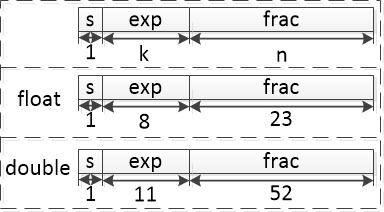 s exp frac
1 k n
float s exp frac
1 8 23
double s exp frac
1 11 52